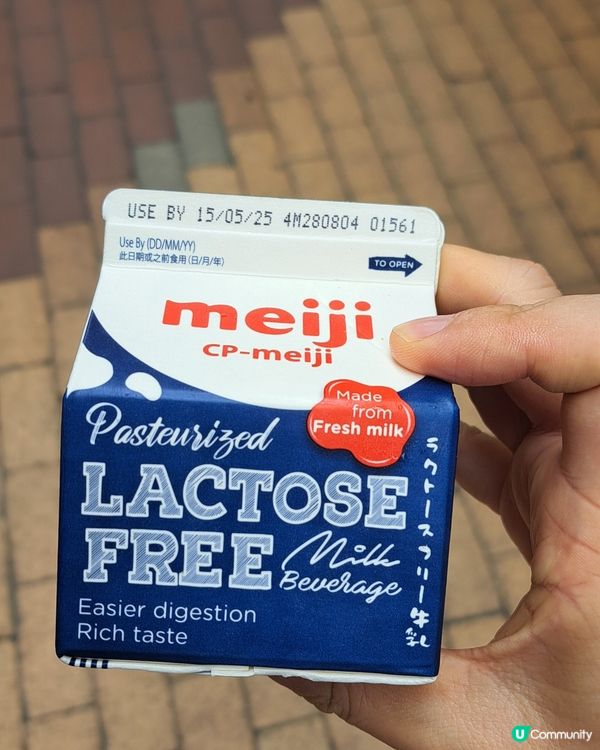 USE BY 15/05/25 4M280804 01561
Use By (DD/MM/YY)
此日期或之前食用(日/月/年)
TO OPEN
meiji
CP-meiji
Made
from
Fresh milk
Pasteurized
LACTOSE
FREE Milk
Beverage
Easier digestion
Rich taste
ラクトースフリー牛乳
U Community